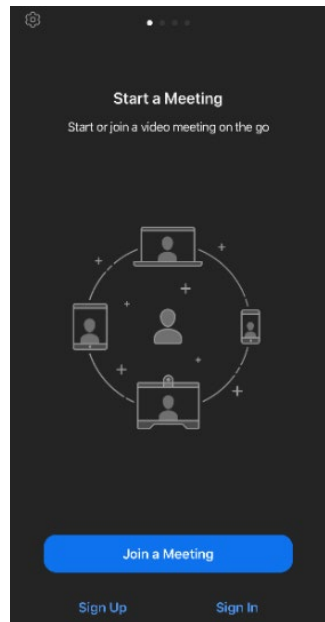 Start a Meeting
Start or join a video meeting on the go
Join a Meeting
Sign Up
Sign In